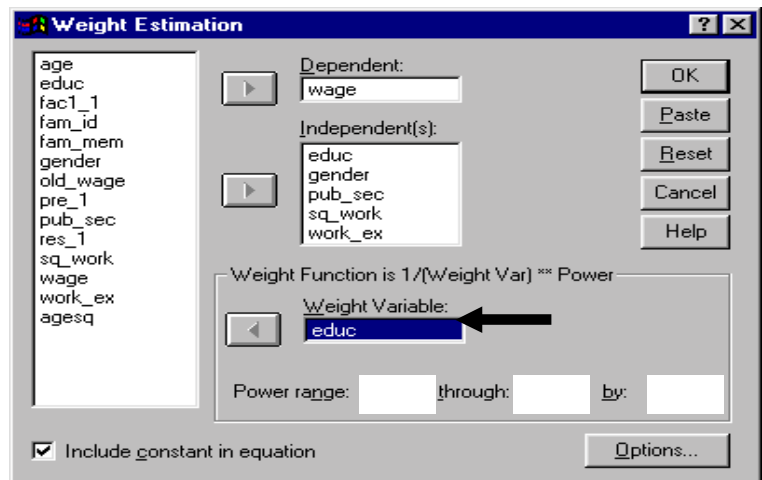 Weight Estimation
age
educ
fac1_1
fam_id
fam_mem
gender
old_wage
pre_1
pub_sec
res_1
sq_work
wage
work_ex
agesq
Dependent:
wage
Independent(s):
educ
gender
pub_sec
sq_work
work_ex
OK
Paste
Reset
Cancel
Help
Weight Function is 1/(Weight Var) ** Power
Weight Variable:
educ
Power range: through: by:
Include constant in equation
Options...